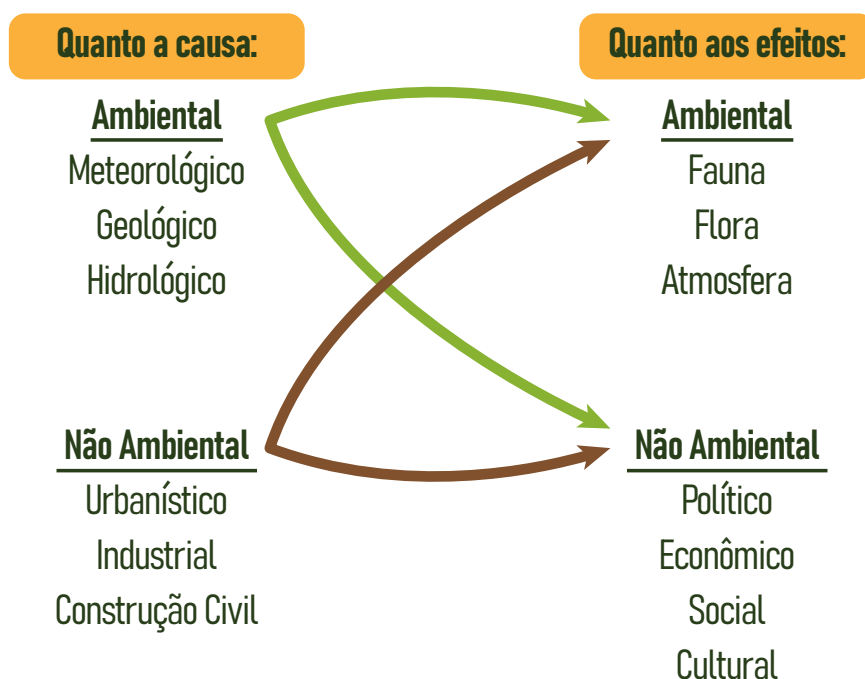 Quanto a causa:
Ambiental
Meteorológico
Geológico
Hidrológico
Não Ambiental
Urbanístico
Industrial
Construção Civil
Quanto aos efeitos:
Ambiental
Fauna
Flora
Atmosfera
Não Ambiental
Político
Econômico
Social
Cultural